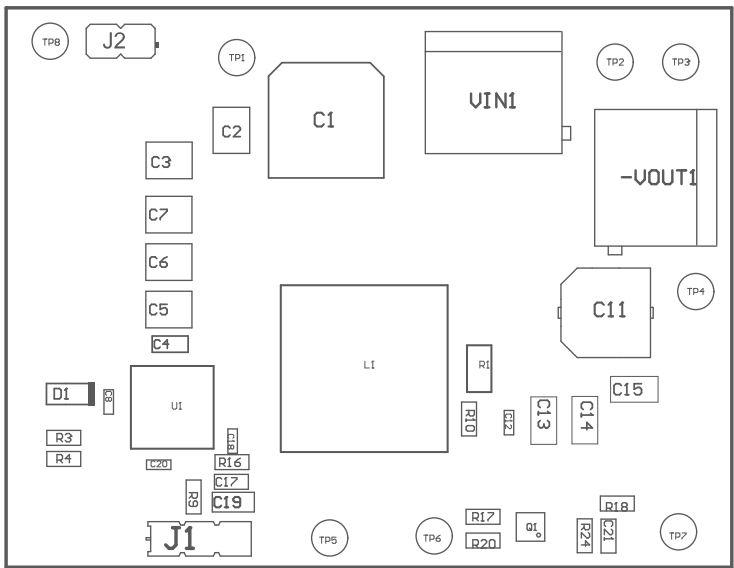 TP8
J2
TP1
TP2
TP3
C1
VIN1
C2
C3
-VOUT1
C7
C6
TP4
C5
C11
C4
L1
R1
C15
D1
C8
U1
R10
C12
C13
C14
R3
C18
R4
C20
R16
C17
R9
C19
R18
R17
Q1
J1
TP5
TP6
R20
R24
C21
TP7